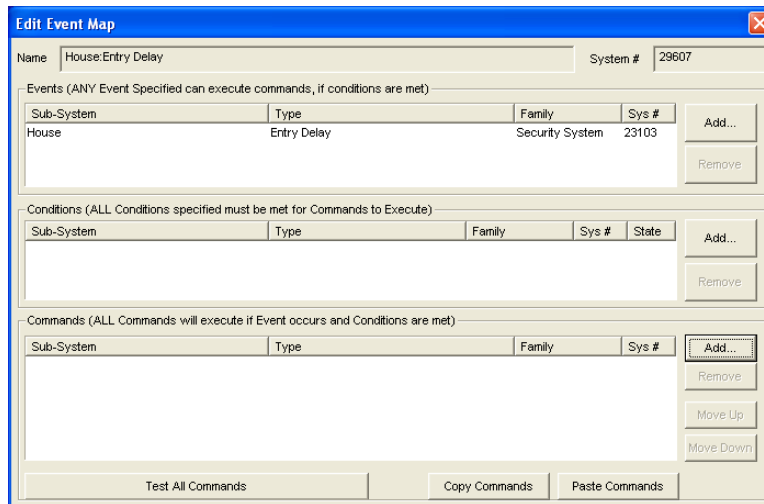 Edit Event Map
Name House:Entry Delay System # 29607
Events (ANY Event Specified can execute commands, if conditions are met)
Sub-System Type Family Sys #
House Entry Delay Security System 23103
Add...
Remove
Conditions (ALL Conditions specified must be met for Commands to Execute)
Sub-System Type Family Sys # State
Add...
Remove
Commands (ALL Commands will execute if Event occurs and Conditions are met)
Sub-System Type Family Sys #
Add...
Remove
Move Up
Move Down
Test All Commands Copy Commands Paste Commands